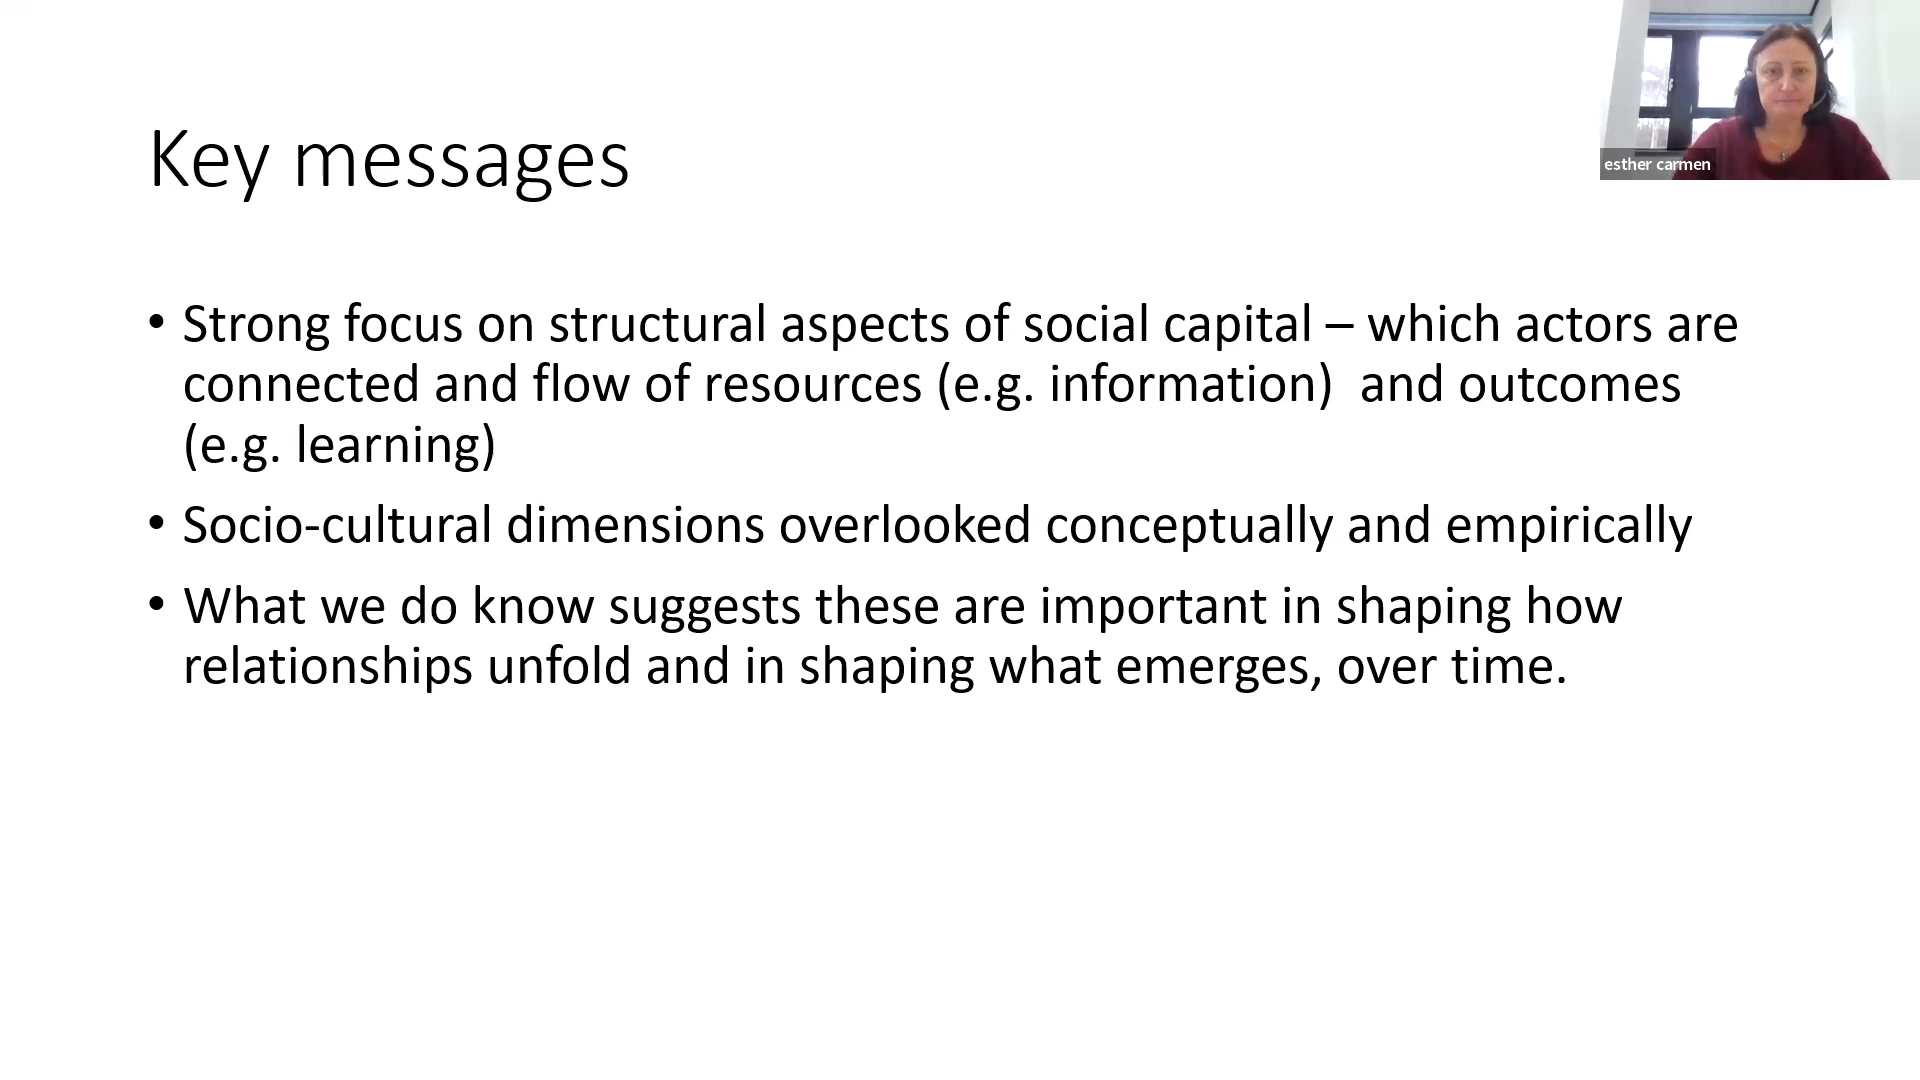 esther carmen
Key messages
• Strong focus on structural aspects of social capital – which actors are
connected and flow of resources (e.g. information)  and outcomes
(e.g. learning)
• Socio-cultural dimensions overlooked conceptually and empirically
• What we do know suggests these are important in shaping how
relationships unfold and in shaping what emerges, over time.